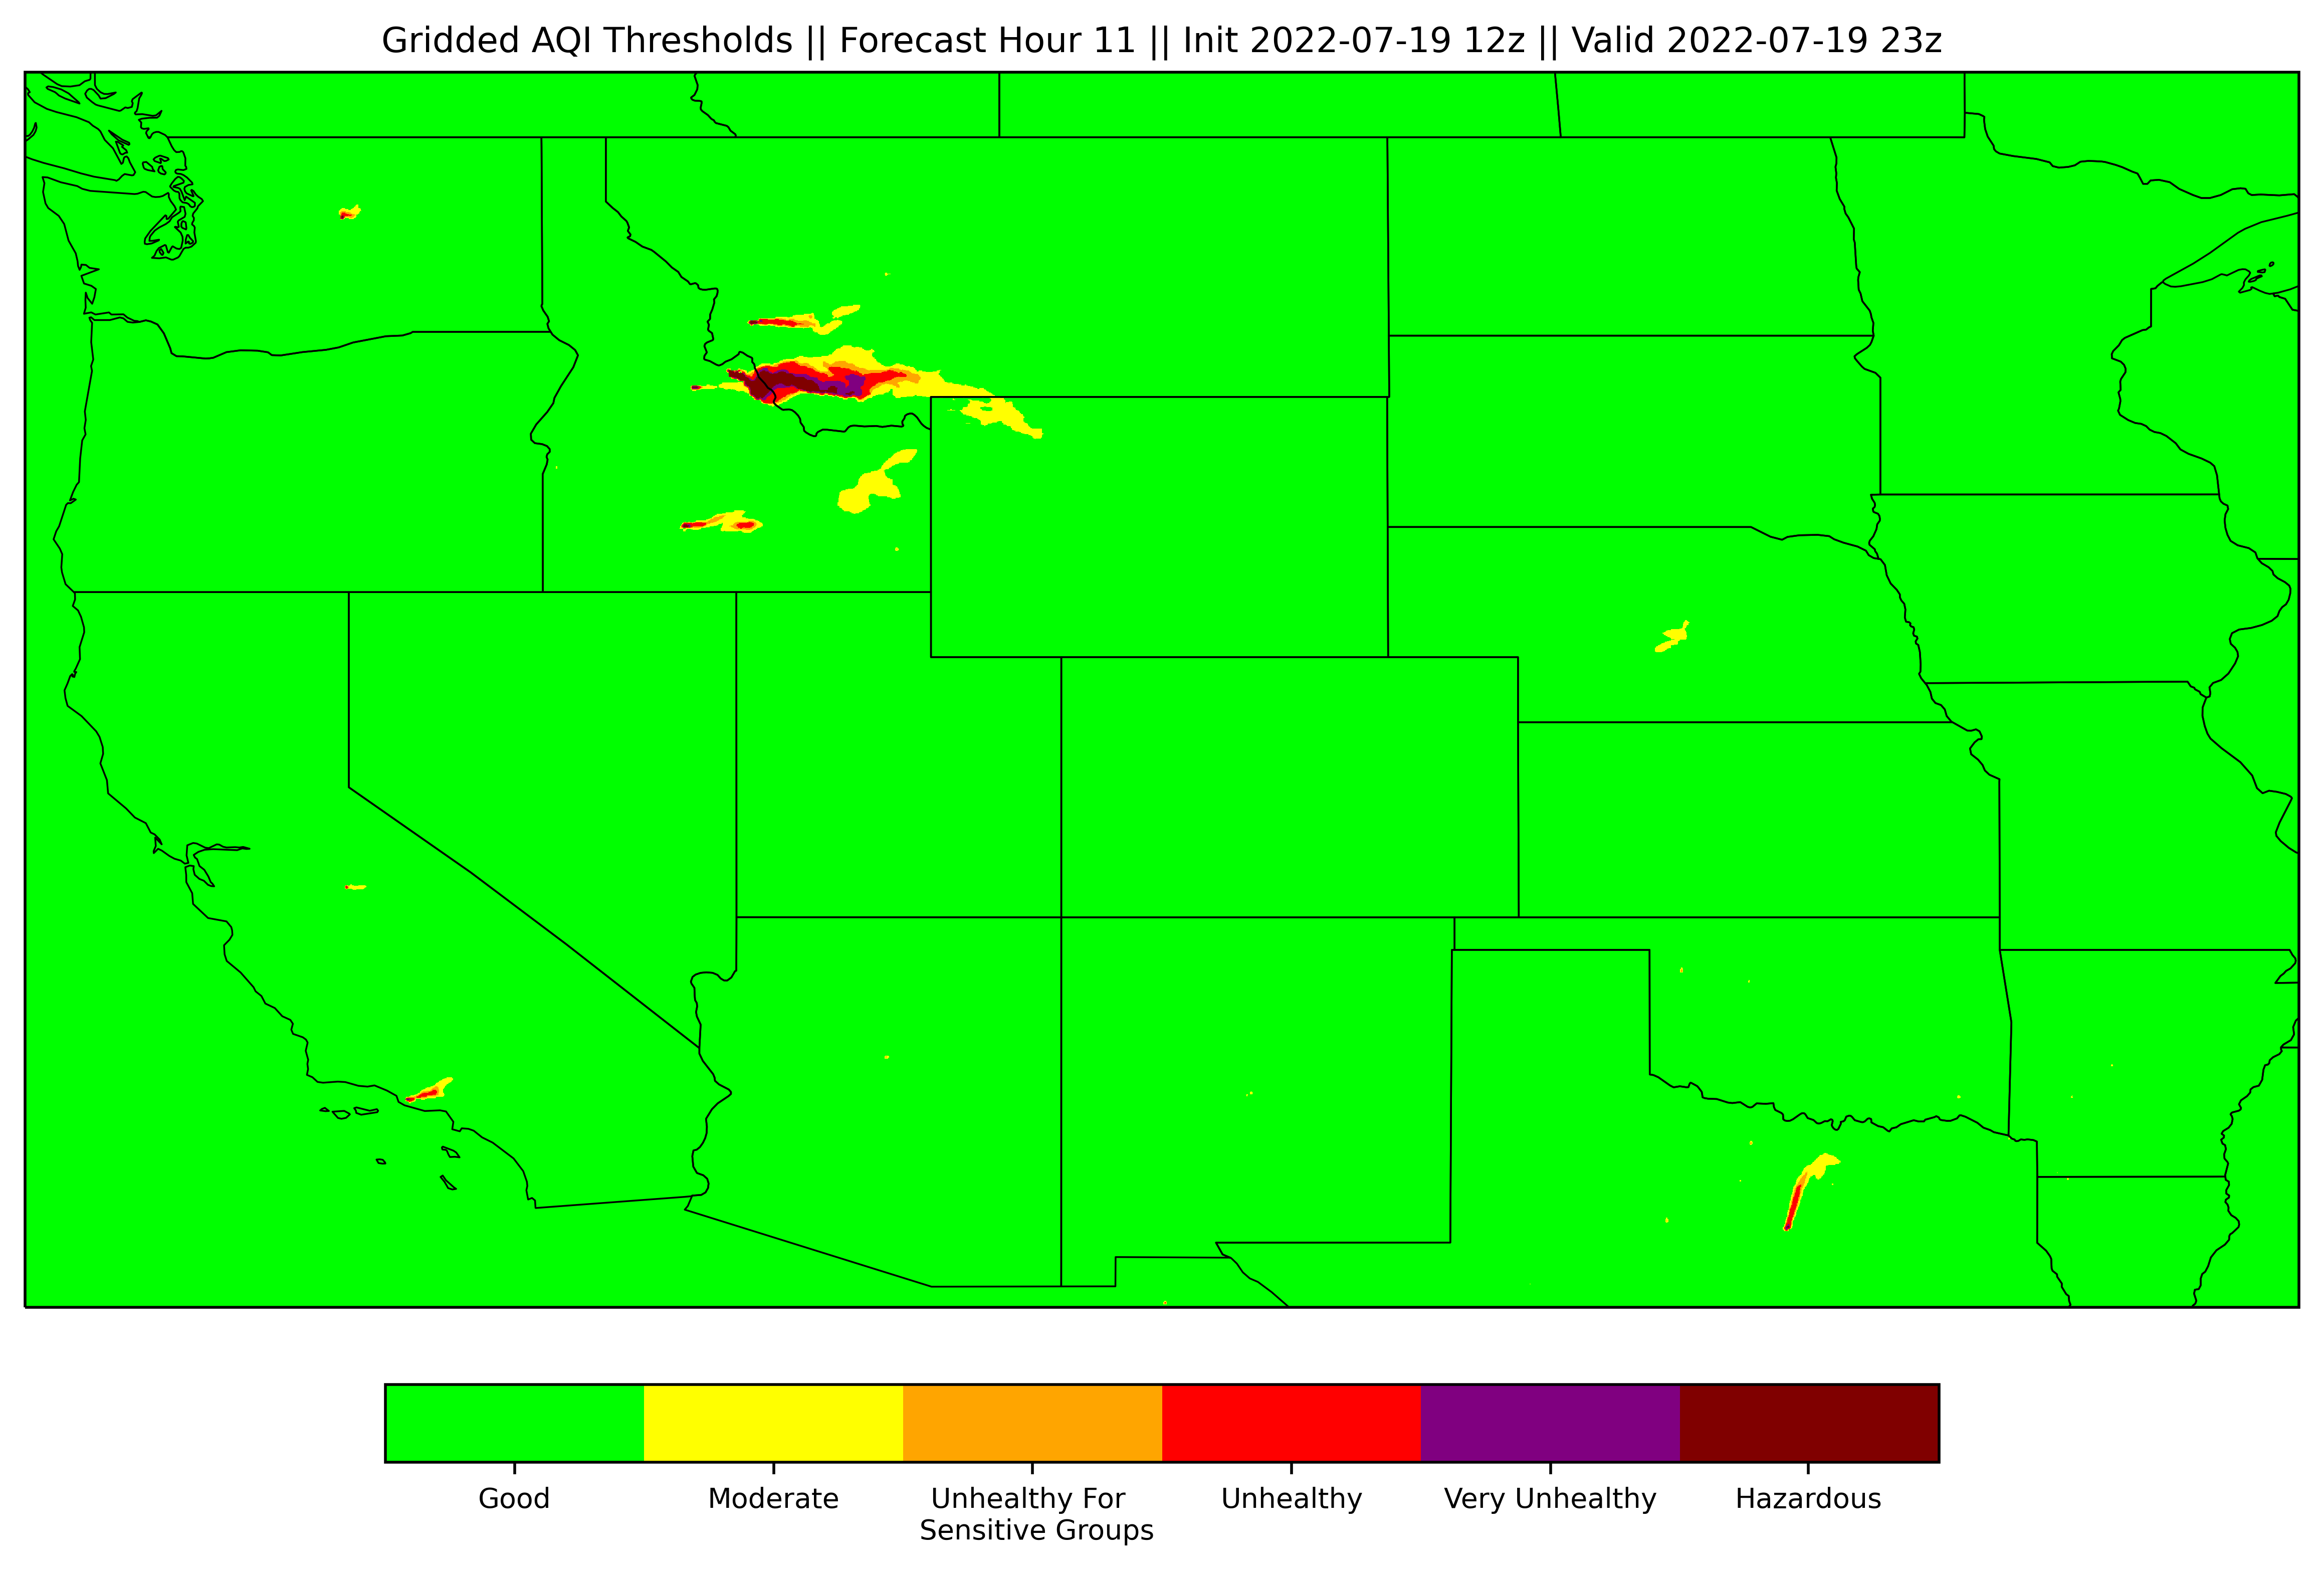 Gridded AQI Thresholds || Forecast Hour 11 || Init 2022-07-19 12z || Valid 2022-07-19 23z
Good
Moderate
Unhealthy For
Sensitive Groups
Unhealthy
Very Unhealthy
Hazardous